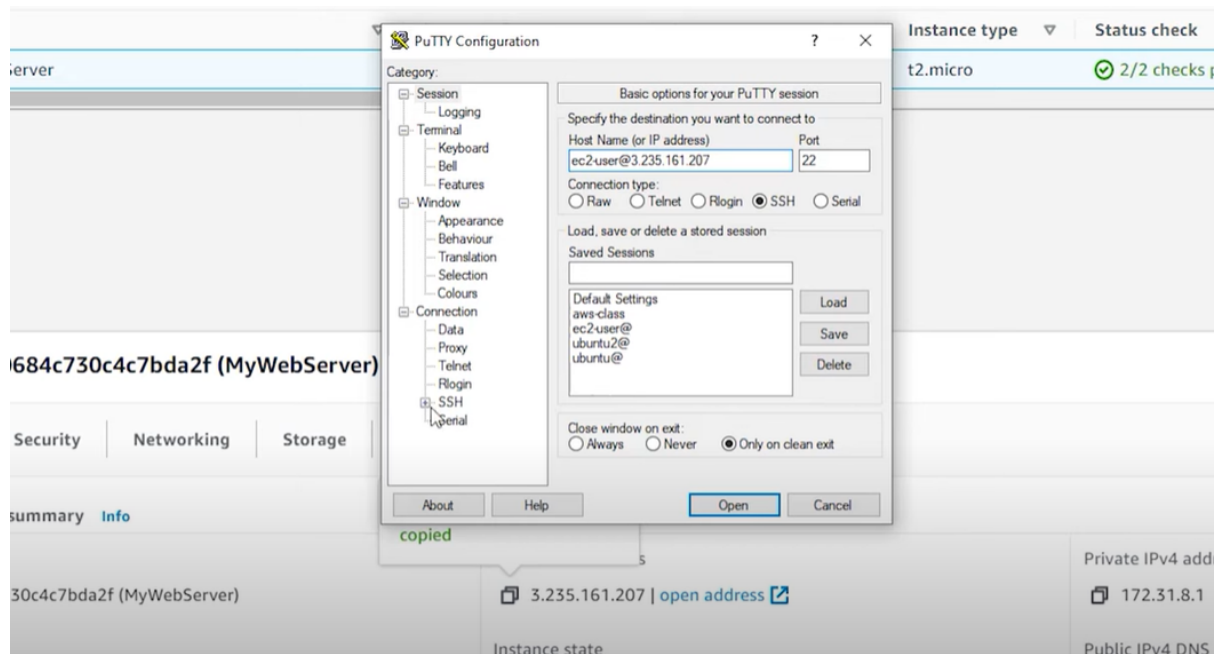 Instance type
Status check
Server
t2.micro
2/2 checks
PuTTY Configuration
?
Category:
Session
Logging
Terminal
Keyboard
Bell
Features
Window
Appearance
Behaviour
Translation
Selection
Colours
Connection
Data
Proxy
Telnet
Rlogin
SSH
Serial
Basic options for your PuTTY session
Specify the destination you want to connect to
Host Name (or IP address) Port
ec2-user@3.235.161.207 22
Connection type:
Raw Telnet Rlogin SSH Serial
Load, save or delete a stored session
Saved Sessions
Default Settings
aws-class
ec2-user@
ubuntu2@
ubuntu@
Load
Save
Delete
Close window on exit:
Always Never Only on clean exit
About Help Open Cancel
684c730c4c7bda2f (MyWebServer)
Security Networking Storage
summary Info
copied
Private IPv4 add
30c4c7bda2f (MyWebServer)
3.235.161.207 | open address
172.31.8.1
Instance state
Public IPv4 DNS